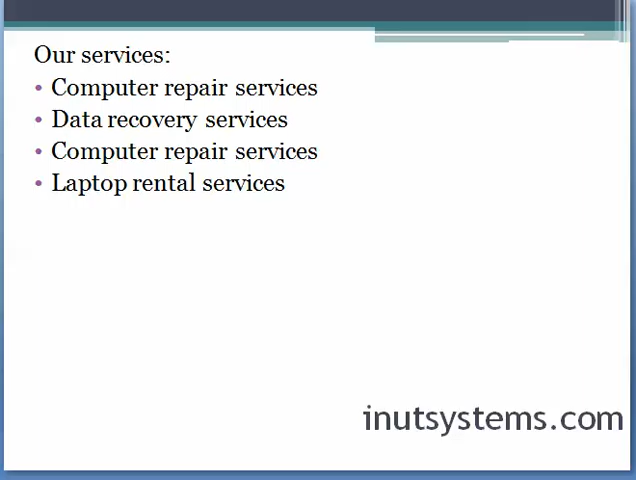 Our services:
• Computer repair services
• Data recovery services
• Computer repair services
• Laptop rental services
inutsystems.com